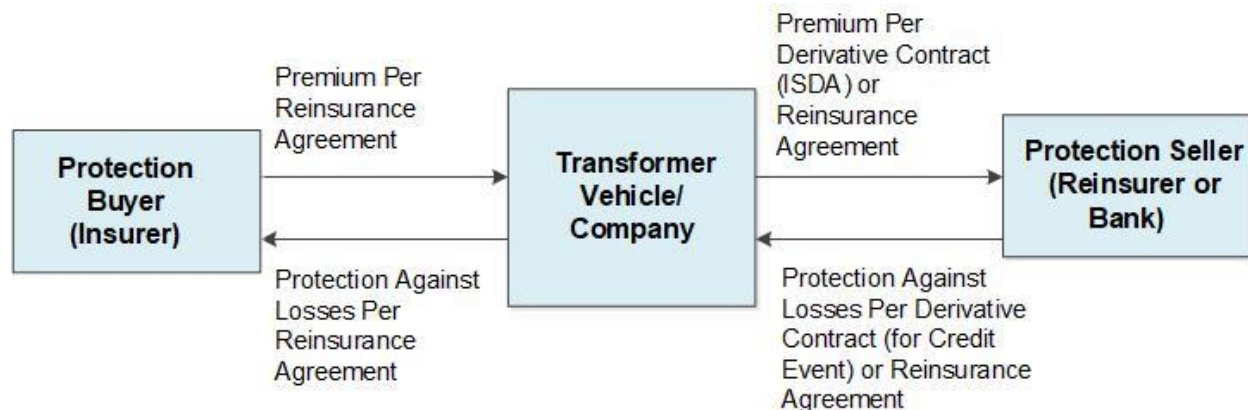 Premium Per
Reinsurance
Agreement
Premium Per
Derivative Contract
(ISDA) or
Reinsurance
Agreement
Protection
Buyer
(Insurer)
Transformer
Vehicle/
Company
Protection Seller
(Reinsurer or
Bank)
Protection Against
Losses Per
Reinsurance
Agreement
Protection Against
Losses Per Derivative
Contract (for Credit
Event) or Reinsurance
Agreement